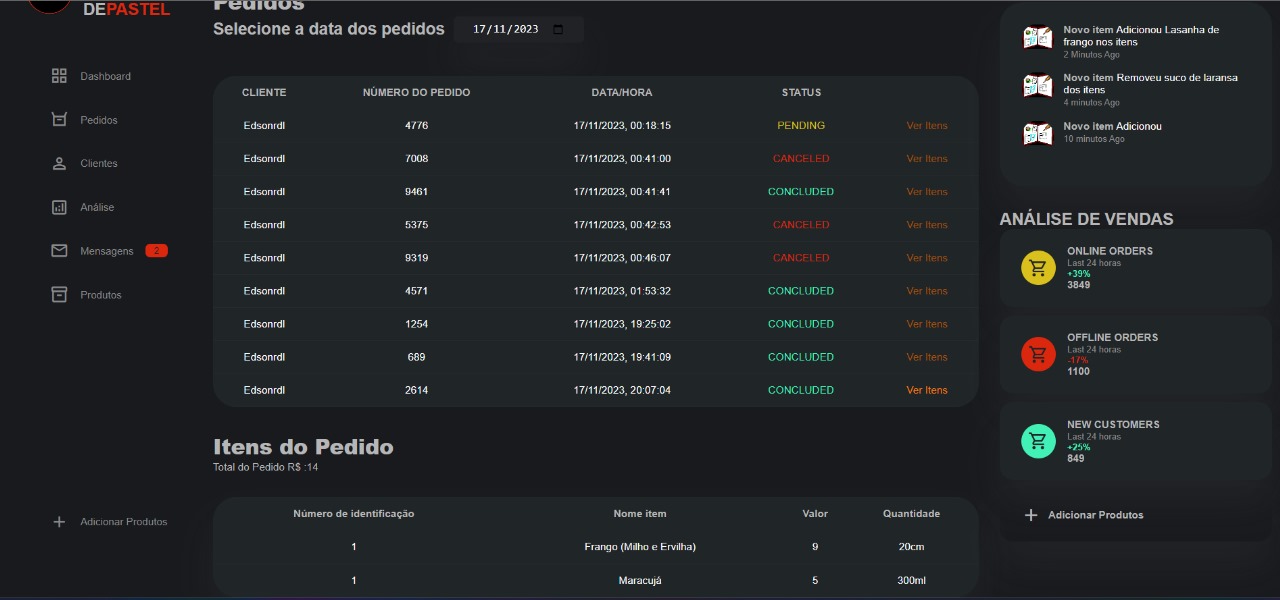 DEPASTEL
Dashboard
Pedidos
Clientes
Análise
Mensagens 2
Produtos
Adicionar Produtos
Pedidos
Selecione a data dos pedidos 17/11/2023
CLIENTE NÚMERO DO PEDIDO DATA/HORA STATUS
Edsonrdl 4776 17/11/2023, 00:18:15 PENDING Ver Itens
Edsonrdl 7008 17/11/2023, 00:41:00 CANCELED Ver Itens
Edsonrdl 9461 17/11/2023, 00:41:41 CONCLUDED Ver Itens
Edsonrdl 5375 17/11/2023, 00:42:53 CANCELED Ver Itens
Edsonrdl 9319 17/11/2023, 00:46:07 CANCELED Ver Itens
Edsonrdl 4571 17/11/2023, 01:53:32 CONCLUDED Ver Itens
Edsonrdl 1254 17/11/2023, 19:25:02 CONCLUDED Ver Itens
Edsonrdl 689 17/11/2023, 19:41:09 CONCLUDED Ver Itens
Edsonrdl 2614 17/11/2023, 20:07:04 CONCLUDED Ver Itens
Itens do Pedido
Total do Pedido R$ :14
Número de identificação Nome item Valor Quantidade
1 Frango (Milho e Ervilha) 9 20cm
1 Maracujá 5 300ml
Novo item Adicionou Lasanha de
frango nos itens
2 Minutos Ago
Novo item Removeu suco de laransa
dos itens
4 minutos Ago
Novo item Adicionou
10 minutos Ago
ANÁLISE DE VENDAS
ONLINE ORDERS
Last 24 horas
+39%
3849
OFFLINE ORDERS
Last 24 horas
-17%
1100
NEW CUSTOMERS
Last 24 horas
+25%
849
Adicionar Produtos